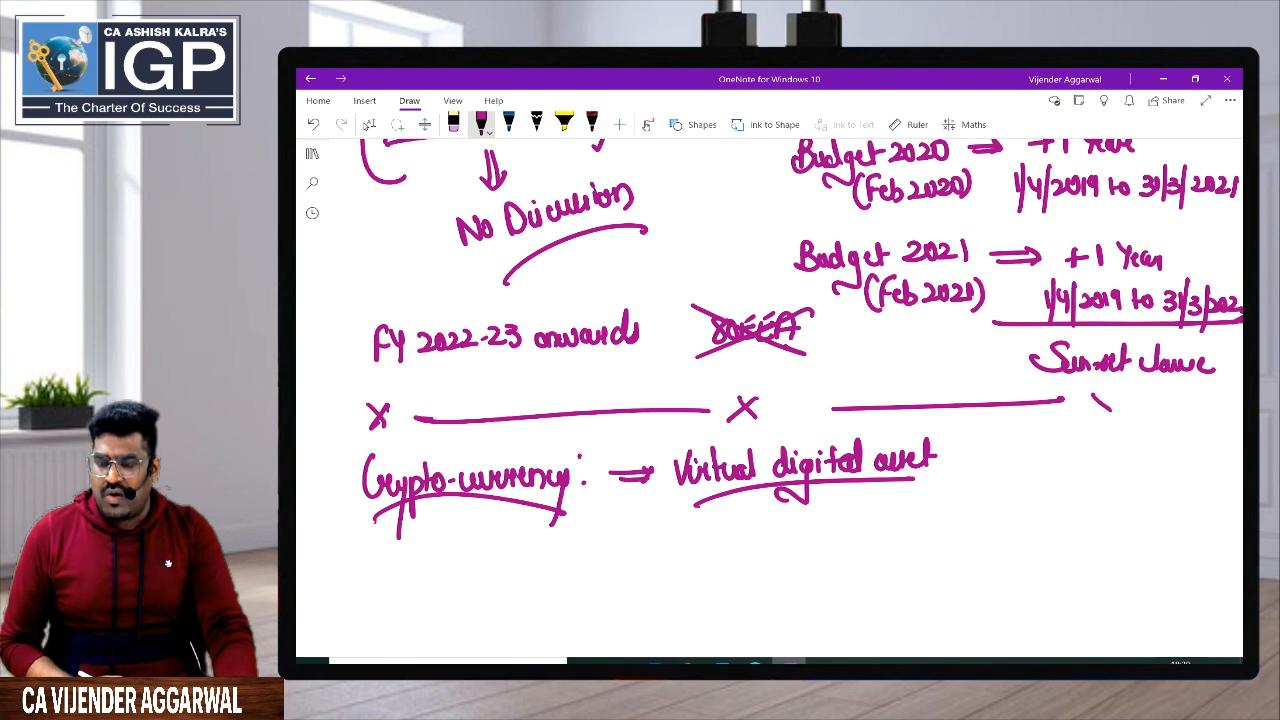 CA ASHISH KALRA'S
IGP
The Charter Of Success
OneNote for Windows 10
Vijender Aggarwal
Home Insert Draw View Help
Share
Shapes Ink to Shape Ink to Text Ruler Maths
Budget 2020 ⇒ +1 Year
(Feb 2020) 1/4/2019 to 31/3/2021
No Discussion
Budget 2021 ⇒ +1 Year
(Feb 2021) 1/4/2019 to 31/3/202
FY 2022-23 onwards 80EEA
Sun-set clause
X X
Crypto-currency: ⇒ Virtual digital asset
CA VIJENDER AGGARWAL